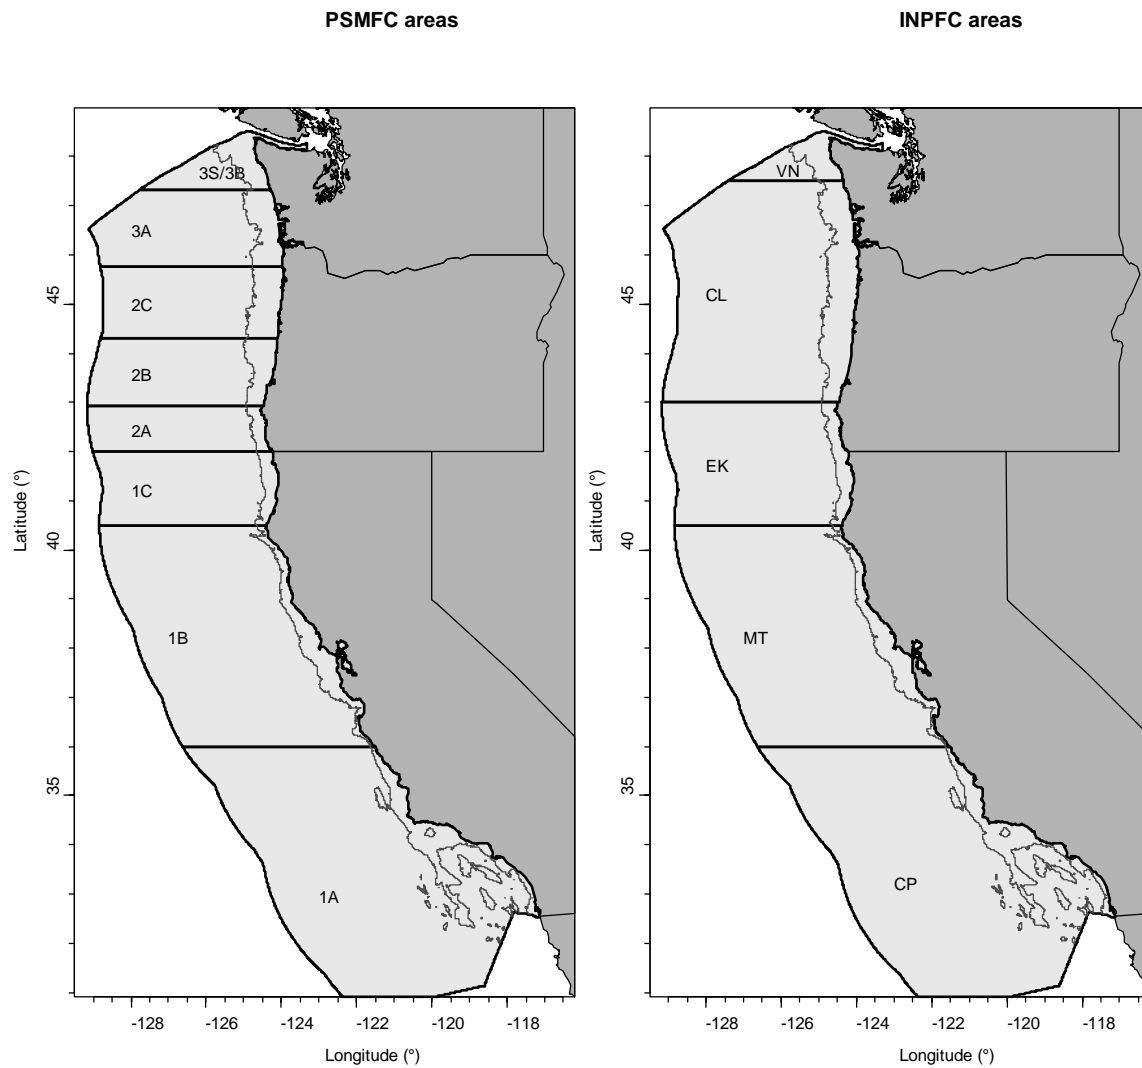 PSMFC areas
3S/3B
3A
2C
2B
2A
1C
1B
1A
45
40
35
Latitude (°)
-128
-126
-124
-122
-120
-118
Longitude (°)
INPFC areas
VN
CL
EK
MT
CP
45
40
35
Latitude (°)
-128
-126
-124
-122
-120
-118
Longitude (°)